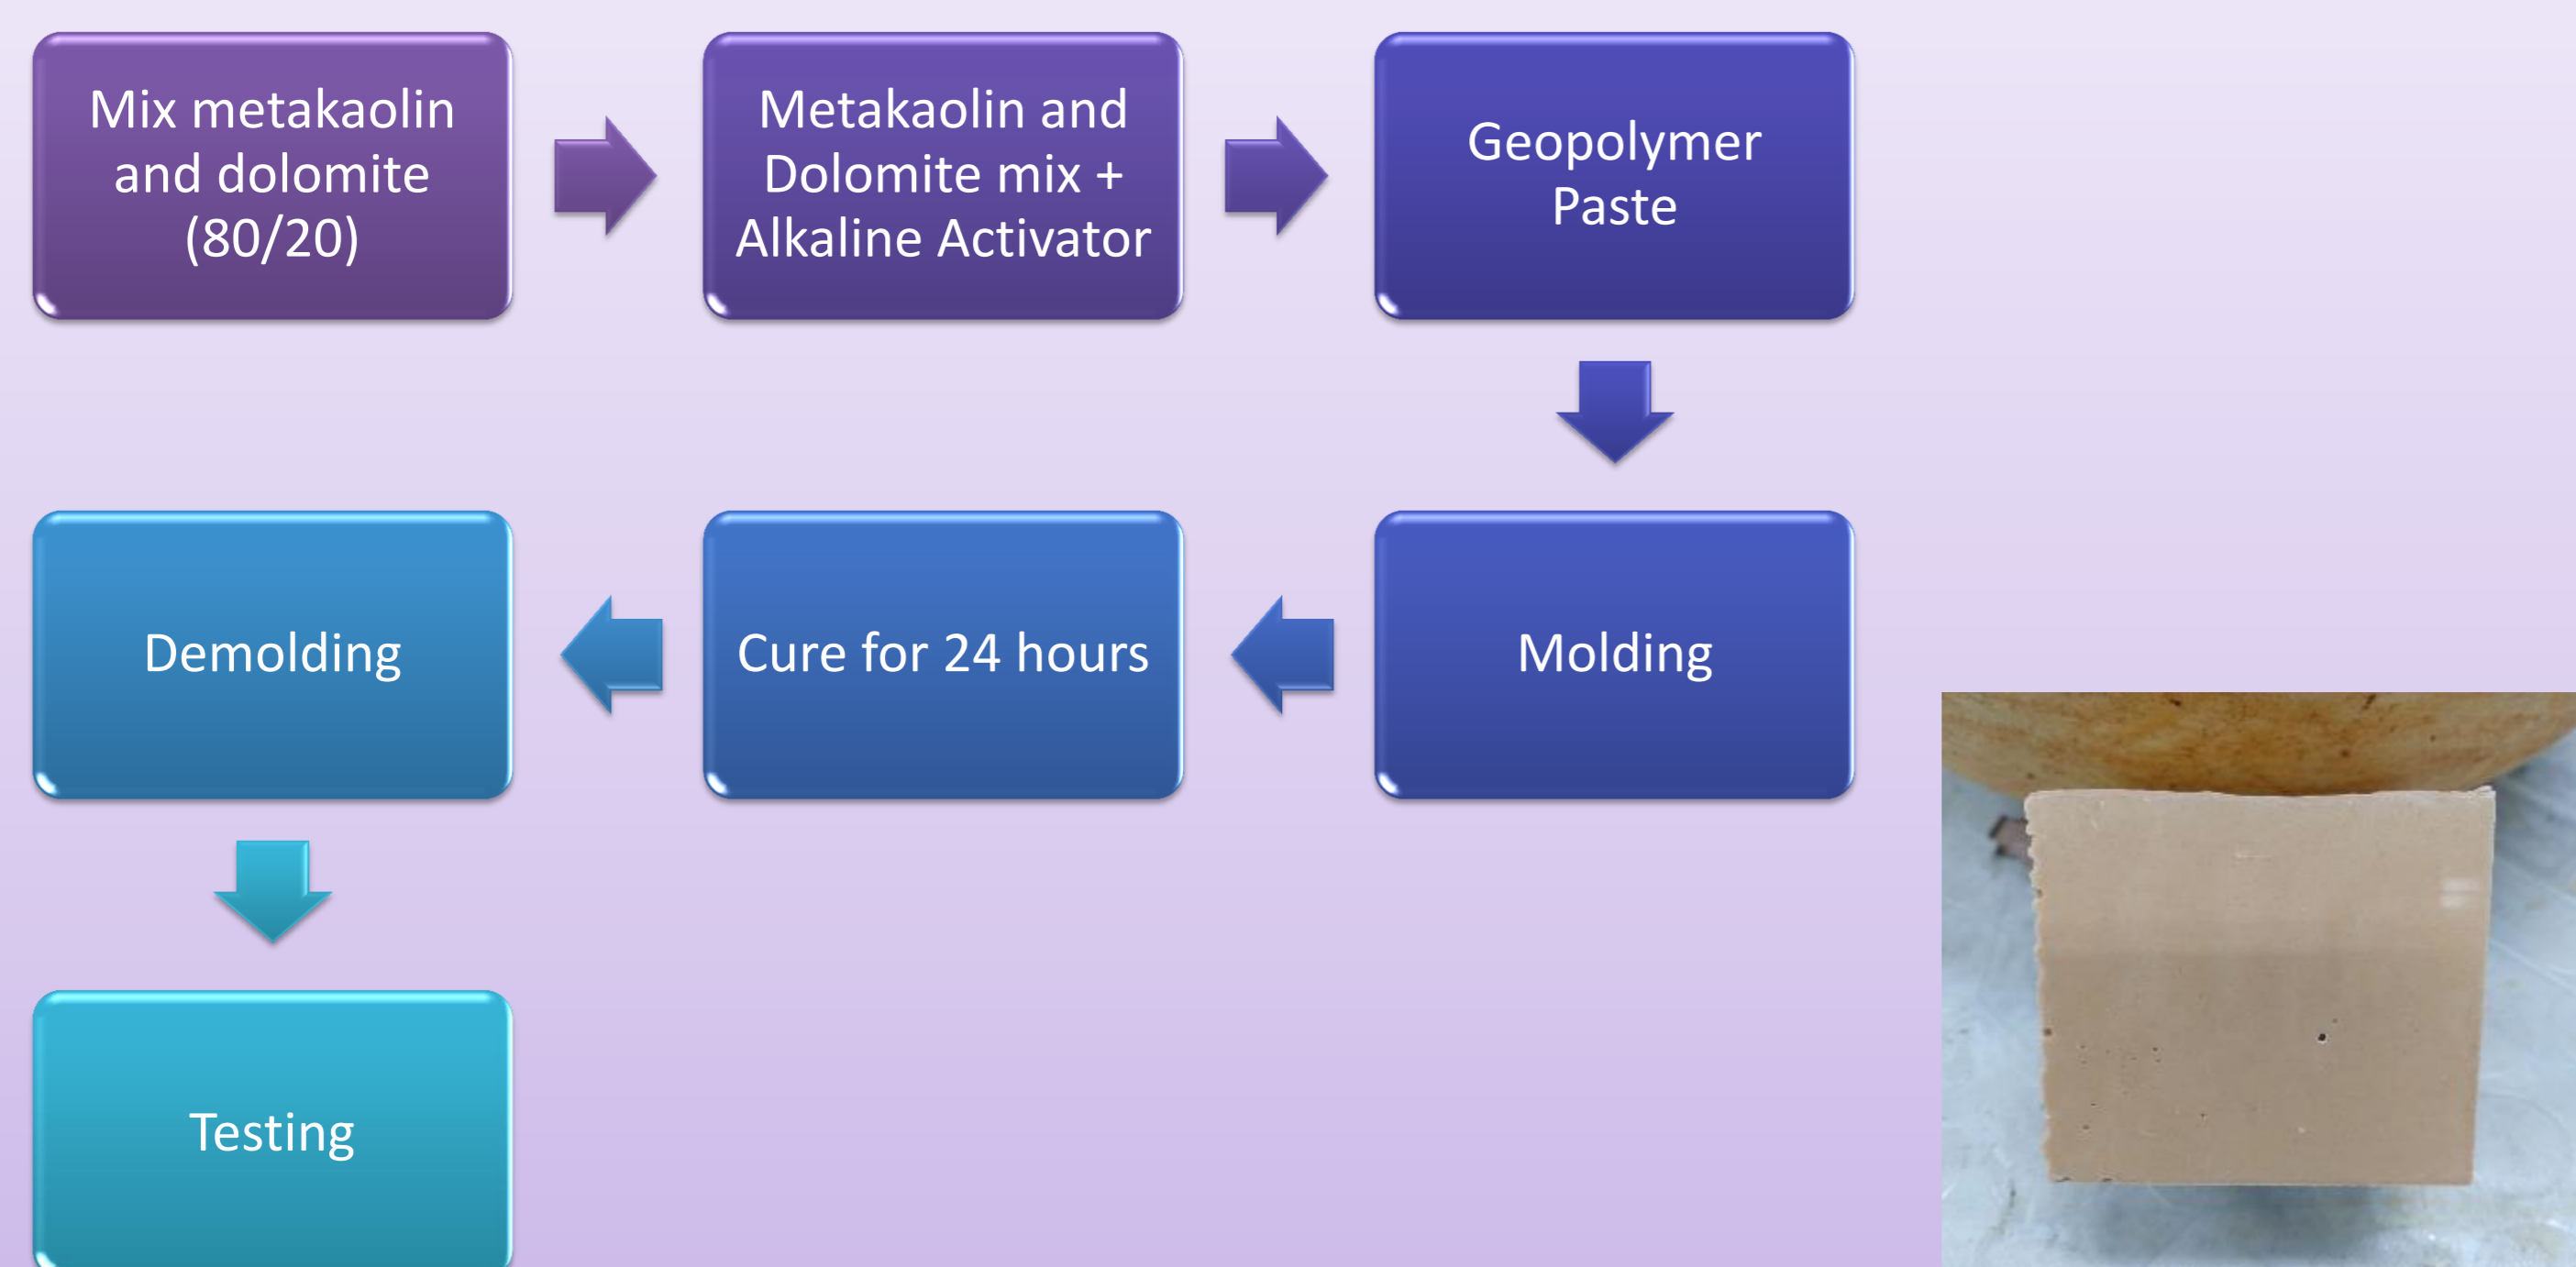 Mix metakaolin
and dolomite
(80/20)
Metakaolin and
Dolomite mix +
Alkaline Activator
Geopolymer
Paste
Molding
Cure for 24 hours
Demolding
Testing